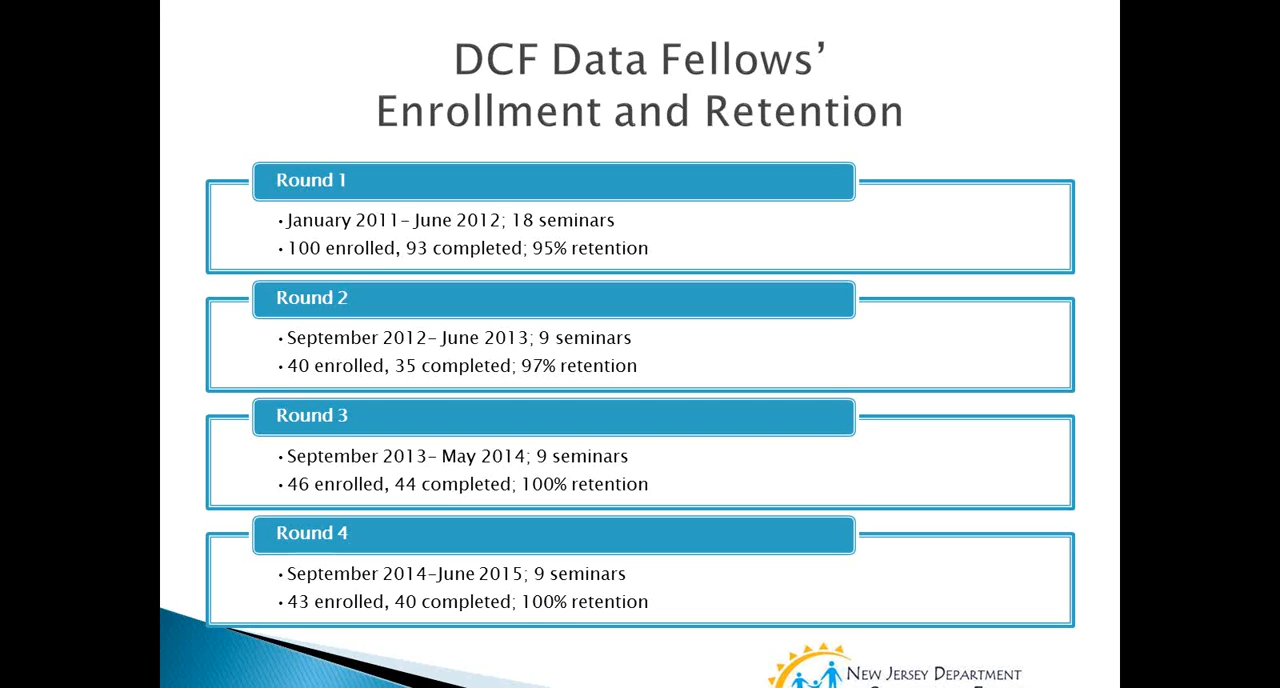 DCF Data Fellows’
Enrollment and Retention
Round 1
•January 2011– June 2012; 18 seminars
•100 enrolled, 93 completed; 95% retention
Round 2
•September 2012– June 2013; 9 seminars
•40 enrolled, 35 completed; 97% retention
Round 3
•September 2013– May 2014; 9 seminars
•46 enrolled, 44 completed; 100% retention
Round 4
•September 2014–June 2015; 9 seminars
•43 enrolled, 40 completed; 100% retention
NEW JERSEY DEPARTMENT